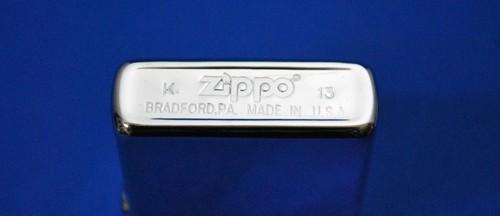 K. Zippo® 13
BRADFORD,PA. MADE IN U.S.A